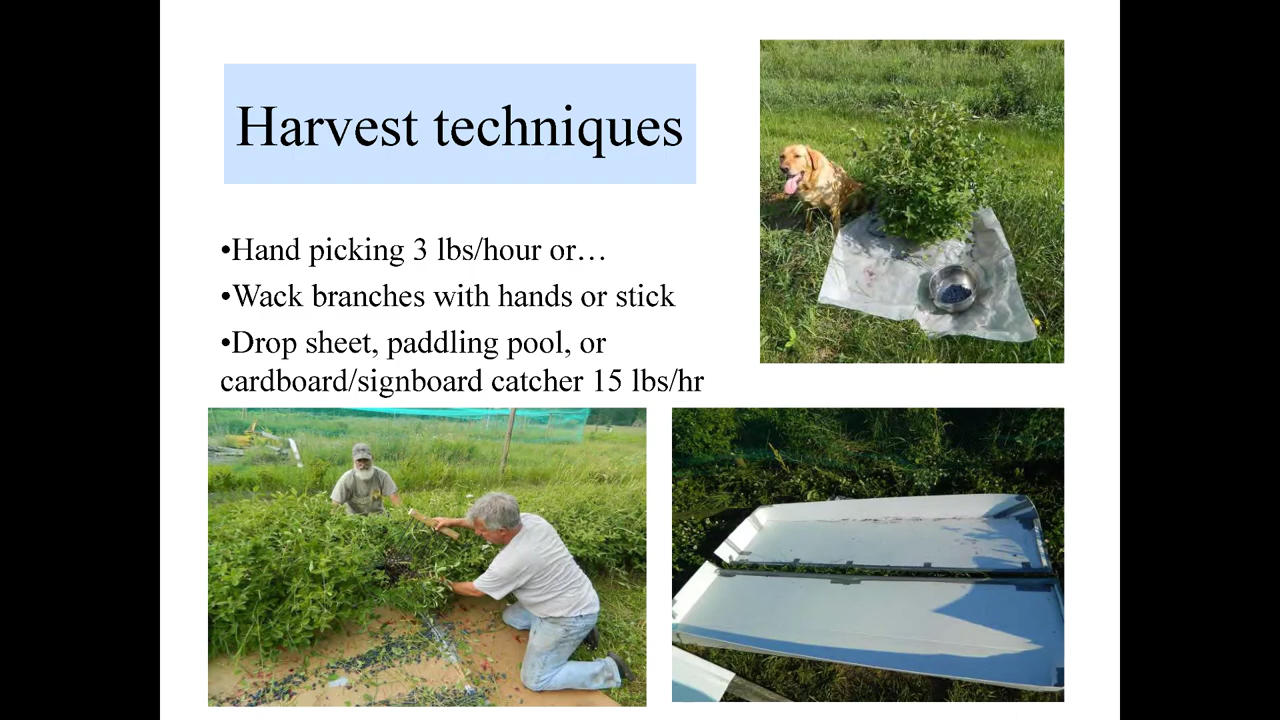 Harvest techniques
•Hand picking 3 lbs/hour or…
•Wack branches with hands or stick
•Drop sheet, paddling pool, or
cardboard/signboard catcher 15 lbs/hr